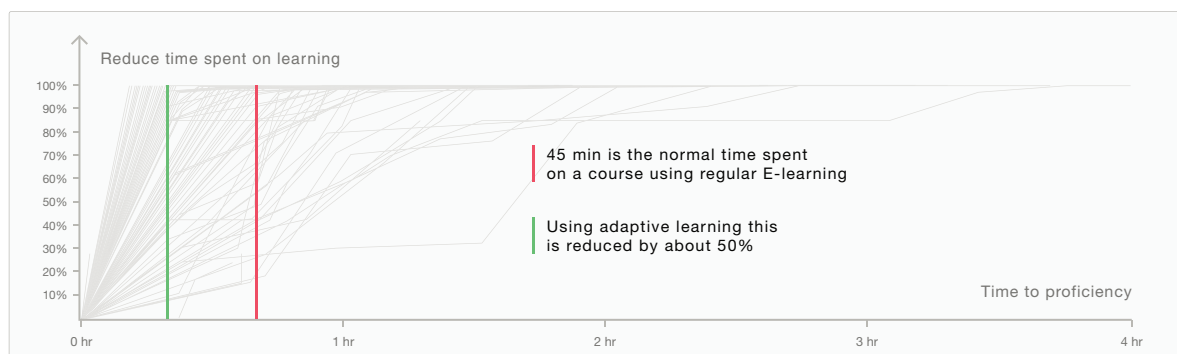 Reduce time spent on learning
100%
90%
80%
70%
60%
50%
40%
30%
20%
10%
45 min is the normal time spent
on a course using regular E-learning
Using adaptive learning this
is reduced by about 50%
Time to proficiency
0 hr
1 hr
2 hr
3 hr
4 hr